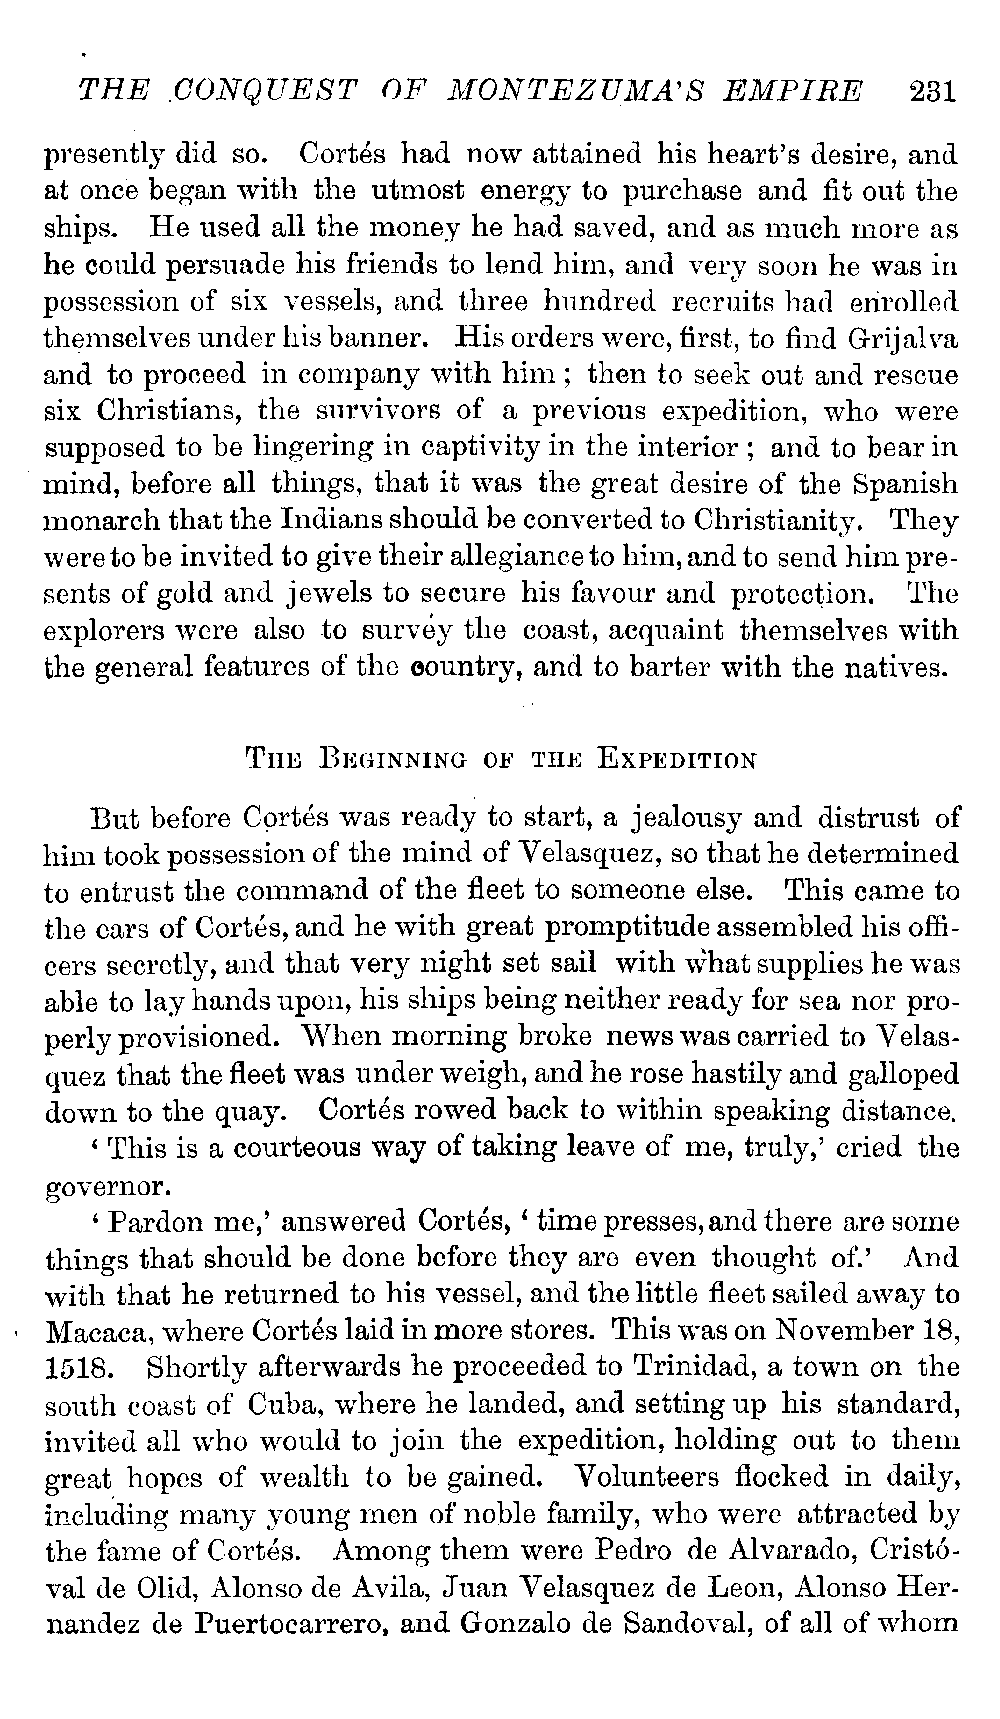 THE CONQUEST OF MONTEZUMA'S EMPIRE 231
presently did so. Cortés had now attained his heart's desire, and
at once began with the utmost energy to purchase and fit out the
ships. He used all the money he had saved, and as much more as
he could persuade his friends to lend him, and very soon he was in
possession of six vessels, and three hundred recruits had enrolled
themselves under his banner. His orders were, first, to find Grijalva
and to proceed in company with him; then to seek out and rescue
six Christians, the survivors of a previous expedition, who were
supposed to be lingering in captivity in the interior; and to bear in
mind, before all things, that it was the great desire of the Spanish
monarch that the Indians should be converted to Christianity. They
were to be invited to give their allegiance to him, and to send him pre-
sents of gold and jewels to secure his favour and protection. The
explorers were also to survey the coast, acquaint themselves with
the general features of the country, and to barter with the natives.
THE BEGINNING OF THE EXPEDITION
But before Cortés was ready to start, a jealousy and distrust of
him took possession of the mind of Velasquez, so that he determined
to entrust the command of the fleet to someone else. This came to
the ears of Cortés, and he with great promptitude assembled his offi-
cers secretly, and that very night set sail with what supplies he was
able to lay hands upon, his ships being neither ready for sea nor pro-
perly provisioned. When morning broke news was carried to Velas-
quez that the fleet was under weigh, and he rose hastily and galloped
down to the quay. Cortés rowed back to within speaking distance.
‘This is a courteous way of taking leave of me, truly,’ cried the
governor.
‘Pardon me,’ answered Cortés, ‘time presses, and there are some
things that should be done before they are even thought of.’ And
with that he returned to his vessel, and the little fleet sailed away to
Macaca, where Cortés laid in more stores. This was on November 18,
1518. Shortly afterwards he proceeded to Trinidad, a town on the
south coast of Cuba, where he landed, and setting up his standard,
invited all who would to join the expedition, holding out to them
great hopes of wealth to be gained. Volunteers flocked in daily,
including many young men of noble family, who were attracted by
the fame of Cortés. Among them were Pedro de Alvarado, Cristó-
val de Olid, Alonso de Avila, Juan Velasquez de Leon, Alonso Her-
nandez de Puertocarrero, and Gonzalo de Sandoval, of all of whom